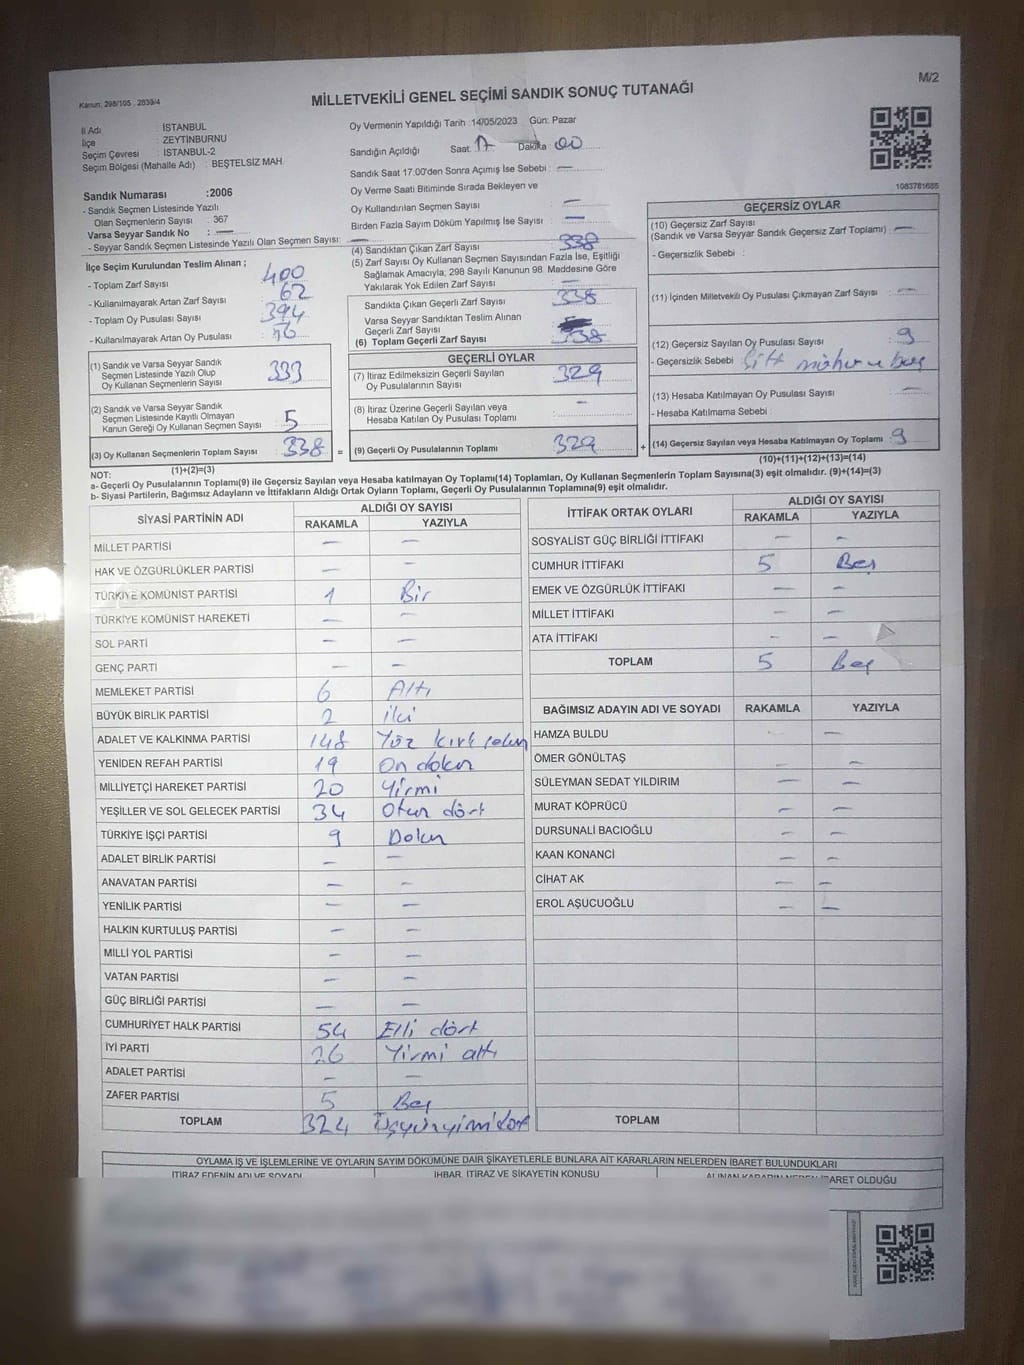 M/2
Kanun: 298/105 , 2839/4
MİLLETVEKİLİ GENEL SEÇİMİ SANDIK SONUÇ TUTANAĞI
İl Adı : İSTANBUL
İlçe : ZEYTİNBURNU
Seçim Çevresi : İSTANBUL-2
Seçim Bölgesi (Mahalle Adı) : BEŞTELSİZ MAH.
Sandık Numarası :2006
- Sandık Seçmen Listesinde Yazılı
Olan Seçmenlerin Sayısı : 367
Varsa Seyyar Sandık No : —
- Seyyar Sandık Seçmen Listesinde Yazılı Olan Seçmen Sayısı: —
İlçe Seçim Kurulundan Teslim Alınan ;
- Toplam Zarf Sayısı 400
- Kullanılmayarak Artan Zarf Sayısı 62
- Toplam Oy Pusulası Sayısı 394
- Kullanılmayarak Artan Oy Pusulası
(1) Sandık ve Varsa Seyyar Sandık
Seçmen Listesinde Yazılı Olup
Oy Kullanan Seçmenlerin Sayısı 333
(2) Sandık ve Varsa Seyyar Sandık
Seçmen Listesinde Kayıtlı Olmayan
Kanun Gereği Oy Kullanan Seçmen Sayısı 5
(3) Oy Kullanan Seçmenlerin Toplam Sayısı 338 =
(1)+(2)=(3)
Oy Vermenin Yapıldığı Tarih :14/05/2023 Gün: Pazar
Sandığın Açıldığı Saat 17 Dakika 00
Sandık Saat 17.00'den Sonra Açımış İse Sebebi : —
Oy Verme Saati Bitiminde Sırada Bekleyen ve
Oy Kullandırılan Seçmen Sayısı —
Birden Fazla Sayım Döküm Yapılmış İse Sayısı —
(4) Sandıktan Çıkan Zarf Sayısı 338
(5) Zarf Sayısı Oy Kullanan Seçmen Sayısından Fazla İse, Eşitliği
Sağlamak Amacıyla, 298 Sayılı Kanunun 98. Maddesine Göre
Yakılarak Yok Edilen Zarf Sayısı —
Sandıkta Çıkan Geçerli Zarf Sayısı 338
Varsa Seyyar Sandıktan Teslim Alınan
Geçerli Zarf Sayısı
(6) Toplam Geçerli Zarf Sayısı 338
GEÇERLİ OYLAR
(7) İtiraz Edilmeksizin Geçerli Sayılan
Oy Pusulalarının Sayısı 329
(8) İtiraz Üzerine Geçerli Sayılan veya
Hesaba Katılan Oy Pusulası Toplamı —
(9) Geçerli Oy Pusulalarının Toplamı 329 +
1083781685
GEÇERSİZ OYLAR
(10) Geçersiz Zarf Sayısı
(Sandık ve Varsa Seyyar Sandık Geçersiz Zarf Toplamı) : —
- Geçersizlik Sebebi :
(11) İçinden Milletvekili Oy Pusulası Çıkmayan Zarf Sayısı —
(12) Geçersiz Sayılan Oy Pusulası Sayısı 9
- Geçersizlik Sebebi
(13) Hesaba Katılmayan Oy Pusulası Sayısı —
- Hesaba Katılmama Sebebi :
(14) Geçersiz Sayılan veya Hesaba Katılmayan Oy Toplamı 9
(10)+(11)+(12)+(13)=(14)
NOT:
a- Geçerli Oy Pusulalarının Toplamı(9) ile Geçersiz Sayılan veya Hesaba katılmayan Oy Toplamı(14) Toplamları, Oy Kullanan Seçmenlerin Toplam Sayısına(3) eşit olmalıdır. (9)+(14)=(3)
b- Siyasi Partilerin, Bağımsız Adayların ve İttifakların Aldığı Ortak Oyların Toplamı, Geçerli Oy Pusulalarının Toplamına(9) eşit olmalıdır.
SİYASİ PARTİNİN ADI ALDIĞI OY SAYISI
RAKAMLA YAZIYLA
MİLLET PARTİSİ — —
HAK VE ÖZGÜRLÜKLER PARTİSİ — —
TÜRKİYE KOMÜNİST PARTİSİ 1 Bir
TÜRKİYE KOMÜNİST HAREKETİ — —
SOL PARTİ — —
GENÇ PARTİ — —
MEMLEKET PARTİSİ 6 Altı
BÜYÜK BİRLİK PARTİSİ 2 iki
ADALET VE KALKINMA PARTİSİ 148 Yüz kırk sekiz
YENİDEN REFAH PARTİSİ 19 On dokuz
MİLLİYETÇİ HAREKET PARTİSİ 20 Yirmi
YEŞİLLER VE SOL GELECEK PARTİSİ 34 Otuz dört
TÜRKİYE İŞÇİ PARTİSİ 9 Dokuz
ADALET BİRLİK PARTİSİ — —
ANAVATAN PARTİSİ — —
YENİLİK PARTİSİ — —
HALKIN KURTULUŞ PARTİSİ — —
MİLLİ YOL PARTİSİ — —
VATAN PARTİSİ — —
GÜÇ BİRLİĞİ PARTİSİ — —
CUMHURİYET HALK PARTİSİ 54 Elli dört
İYİ PARTİ 26 Yirmi altı
ADALET PARTİSİ — —
ZAFER PARTİSİ 5 Beş
TOPLAM 324
İTTİFAK ORTAK OYLARI ALDIĞI OY SAYISI
RAKAMLA YAZIYLA
SOSYALİST GÜÇ BİRLİĞİ İTTİFAKI — —
CUMHUR İTTİFAKI 5 Beş
EMEK VE ÖZGÜRLÜK İTTİFAKI — —
MİLLET İTTİFAKI — —
ATA İTTİFAKI — —
TOPLAM 5 Beş
BAĞIMSIZ ADAYIN ADI VE SOYADI RAKAMLA YAZIYLA
HAMZA BULDU — —
ÖMER GÖNÜLTAŞ — —
SÜLEYMAN SEDAT YILDIRIM — —
MURAT KÖPRÜCÜ — —
DURSUNALİ BACIOĞLU — —
KAAN KONANCİ — —
CİHAT AK — —
EROL AŞUCUOĞLU — —
TOPLAM
OYLAMA İŞ VE İŞLEMLERİNE VE OYLARIN SAYIM DÖKÜMÜNE DAİR ŞİKAYETLERLE BUNLARA AİT KARARLARIN NELERDEN İBARET BULUNDUKLARI
İTİRAZ EDENİN ADI VE SOYADI İHBAR, İTİRAZ VE ŞİKAYETİN KONUSU ALINAN KARARIN NEDEN İBARET OLDUĞU